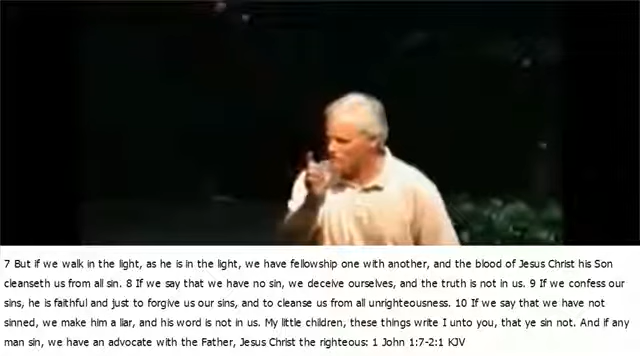 7 But if we walk in the light, as he is in the light, we have fellowship one with another, and the blood of Jesus Christ his Son
cleanseth us from all sin. 8 If we say that we have no sin, we deceive ourselves, and the truth is not in us. 9 If we confess our
sins, he is faithful and just to forgive us our sins, and to cleanse us from all unrighteousness. 10 If we say that we have not
sinned, we make him a liar, and his word is not in us. My little children, these things write I unto you, that ye sin not. And if any
man sin, we have an advocate with the Father, Jesus Christ the righteous: 1 John 1:7-2:1 KJV